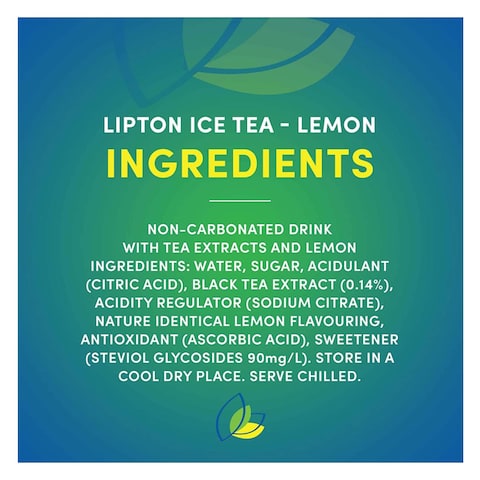 LIPTON ICE TEA - LEMON
INGREDIENTS
NON-CARBONATED DRINK
WITH TEA EXTRACTS AND LEMON
INGREDIENTS: WATER, SUGAR, ACIDULANT
(CITRIC ACID), BLACK TEA EXTRACT (0.14%),
ACIDITY REGULATOR (SODIUM CITRATE),
NATURE IDENTICAL LEMON FLAVOURING,
ANTIOXIDANT (ASCORBIC ACID), SWEETENER
(STEVIOL GLYCOSIDES 90mg/L). STORE IN A
COOL DRY PLACE. SERVE CHILLED.